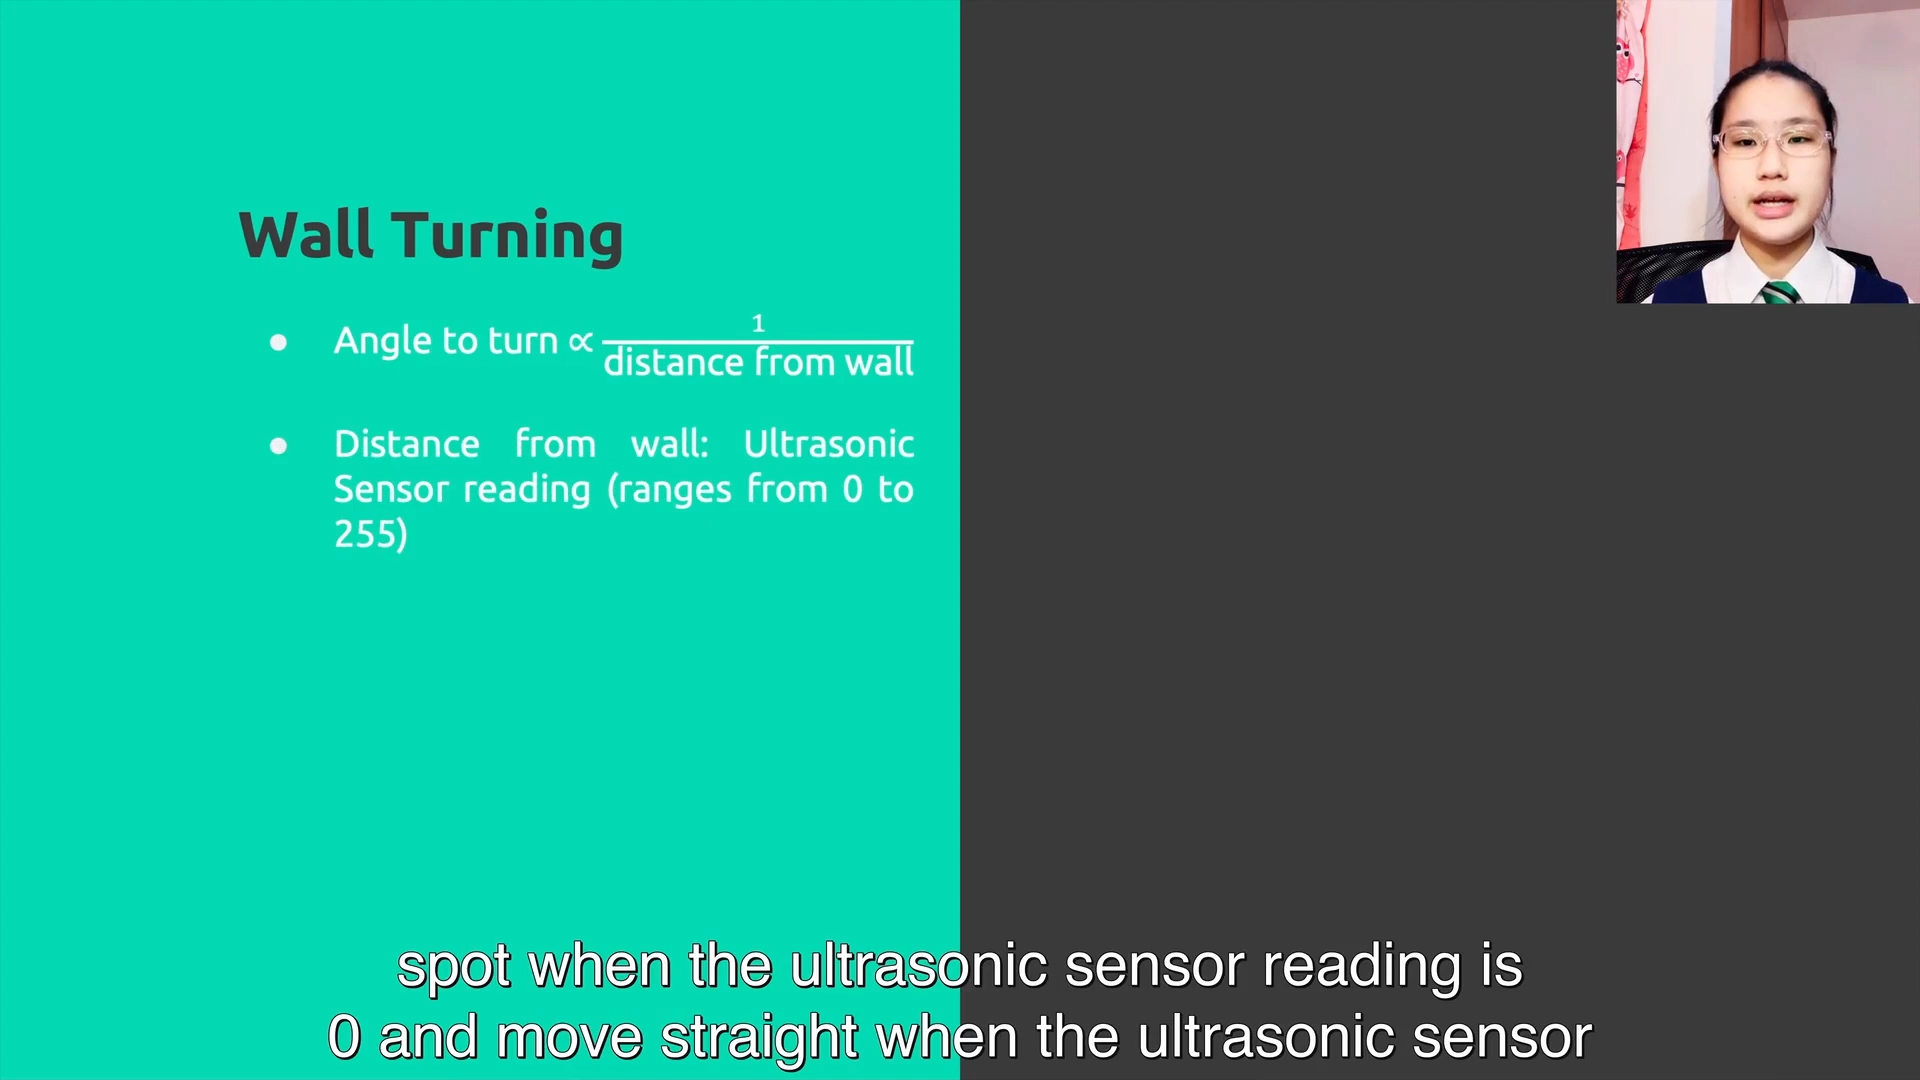 Wall Turning
● Angle to turn ∝ 1
distance from wall
● Distance from wall: Ultrasonic
Sensor reading (ranges from 0 to
255)
spot when the ultrasonic sensor reading is
0 and move straight when the ultrasonic sensor